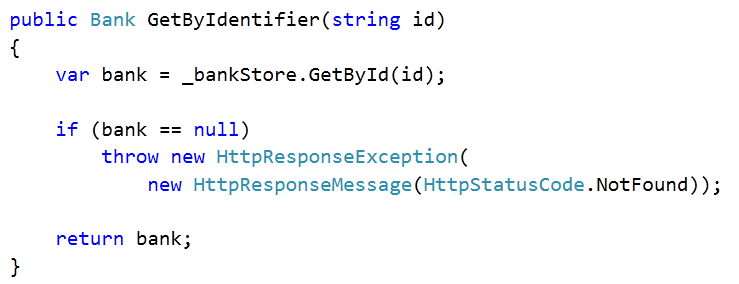 public Bank GetByIdentifier(string id)
{
    var bank = _bankStore.GetById(id);

    if (bank == null)
        throw new HttpResponseException(
            new HttpResponseMessage(HttpStatusCode.NotFound));

    return bank;
}